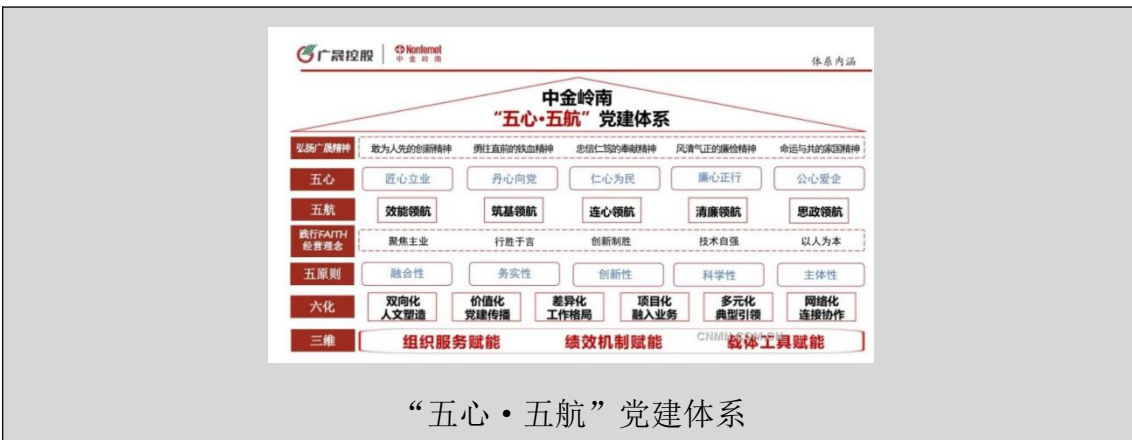 广晟控股 Nonfemet
中金岭南
体系内涵
中金岭南
“五心·五航”党建体系
弘扬广晟精神 敢为人先的创新精神 勇往直前的铁血精神 忠信仁笃的奉献精神 风清气正的廉俭精神 命运与共的家国精神
五心 匠心立业 丹心向党 仁心为民 廉心正行 公心爱企
五航 效能领航 筑基领航 连心领航 清廉领航 思政领航
践行FAITH
经营理念 聚焦主业 行胜于言 创新制胜 技术自强 以人为本
五原则 融合性 务实性 创新性 科学性 主体性
六化 双向化 价值化 差异化 项目化 多元化 网络化
人文塑造 党建传播 工作格局 融入业务 典型引领 连接协作
三维 组织服务赋能 绩效机制赋能 载体工具赋能
CNMN.COM.CN
“五心·五航”党建体系